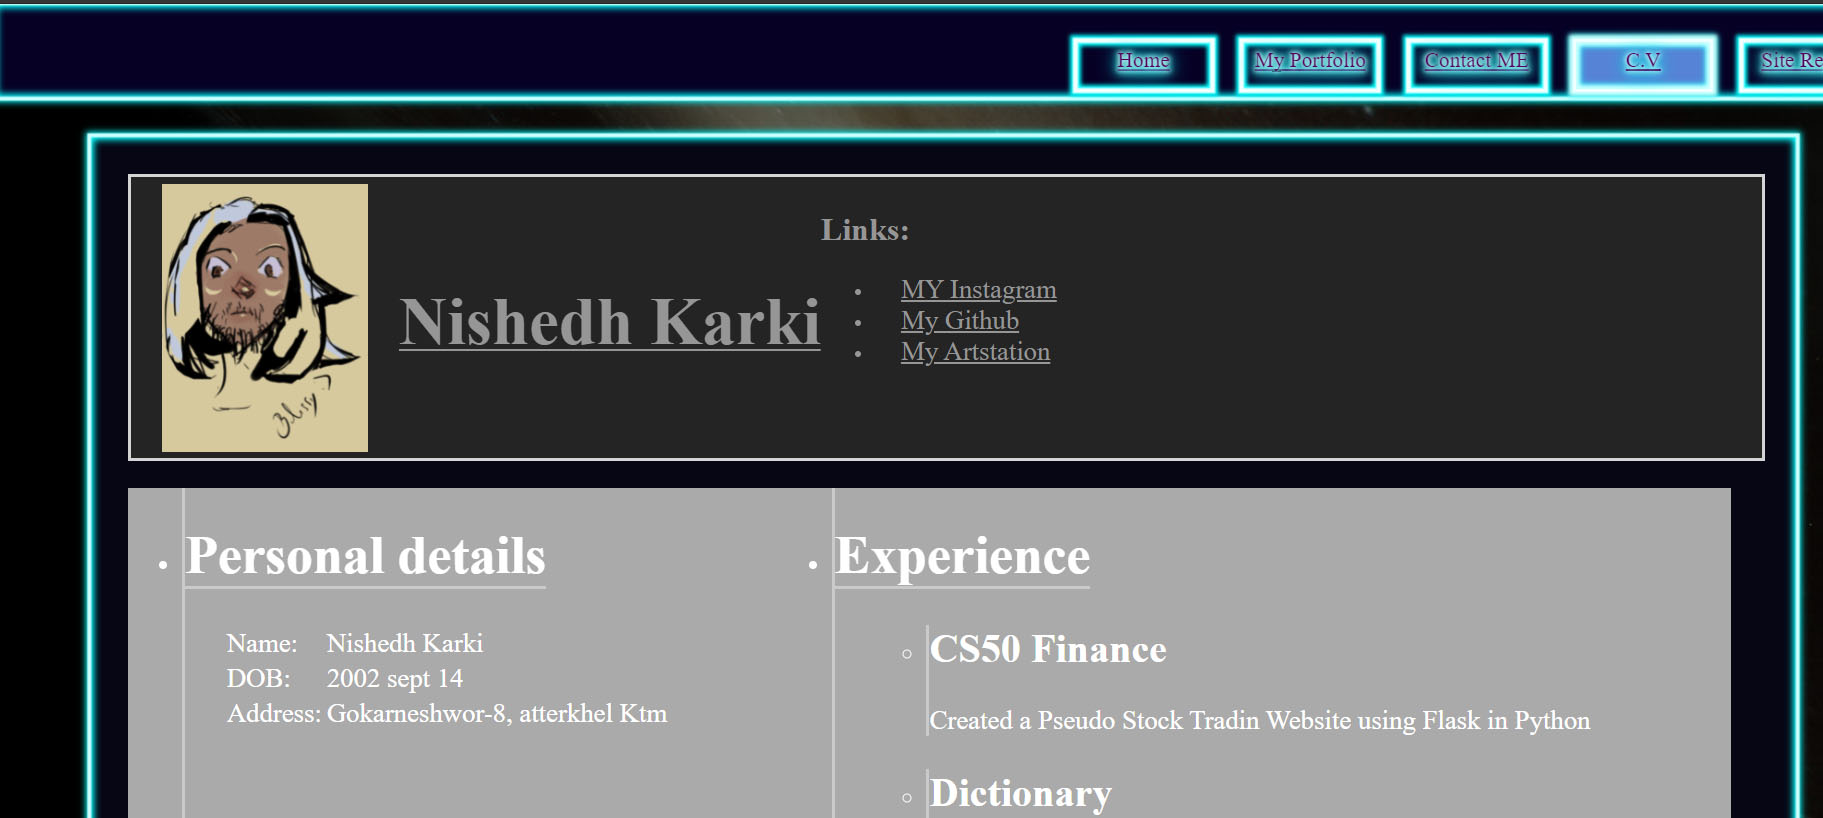 Home
My Portfolio
Contact ME
C.V
Site Re
Nishedh Karki
Links:
MY Instagram
My Github
My Artstation
Personal details
Name: Nishedh Karki
DOB: 2002 sept 14
Address: Gokarneshwor-8, atterkhel Ktm
Experience
CS50 Finance
Created a Pseudo Stock Tradin Website using Flask in Python
Dictionary